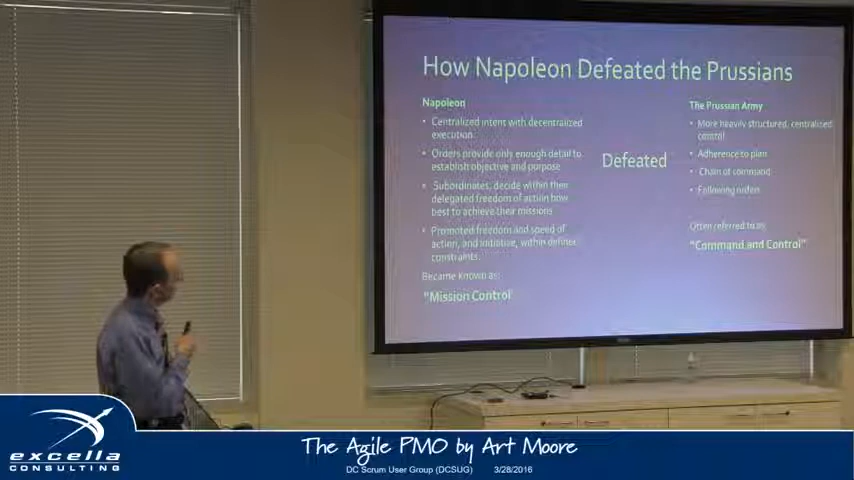 How Napoleon Defeated the Prussians
Napoleon
• Centralized intent with decentralized
execution
• Orders provide only enough detail to
establish objective and purpose
• Subordinates, decide within their
delegated freedom of action how
best to achieve their missions
• Promoted freedom and speed of
action, and initiative, within defined
constraints.
Became known as:
"Mission Control"
Defeated
The Prussian Army
• More heavily structured, centralized
control
• Adherence to plan
• Chain of command
• Following orders
Often referred to as:
"Command and Control"
excella
CONSULTING
The Agile PMO by Art Moore
DC Scrum User Group (DCSUG) 3/28/2016